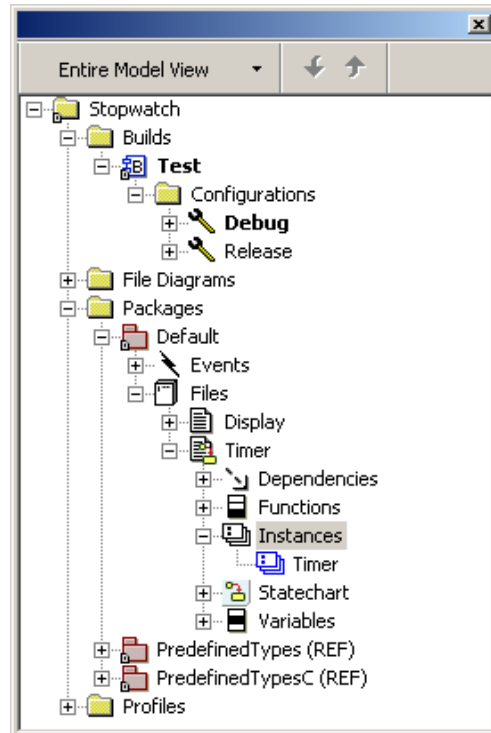 Entire Model View
Stopwatch
Builds
Test
Configurations
Debug
Release
File Diagrams
Packages
Default
Events
Files
Display
Timer
Dependencies
Functions
Instances
Timer
Statechart
Variables
PredefinedTypes (REF)
PredefinedTypesC (REF)
Profiles